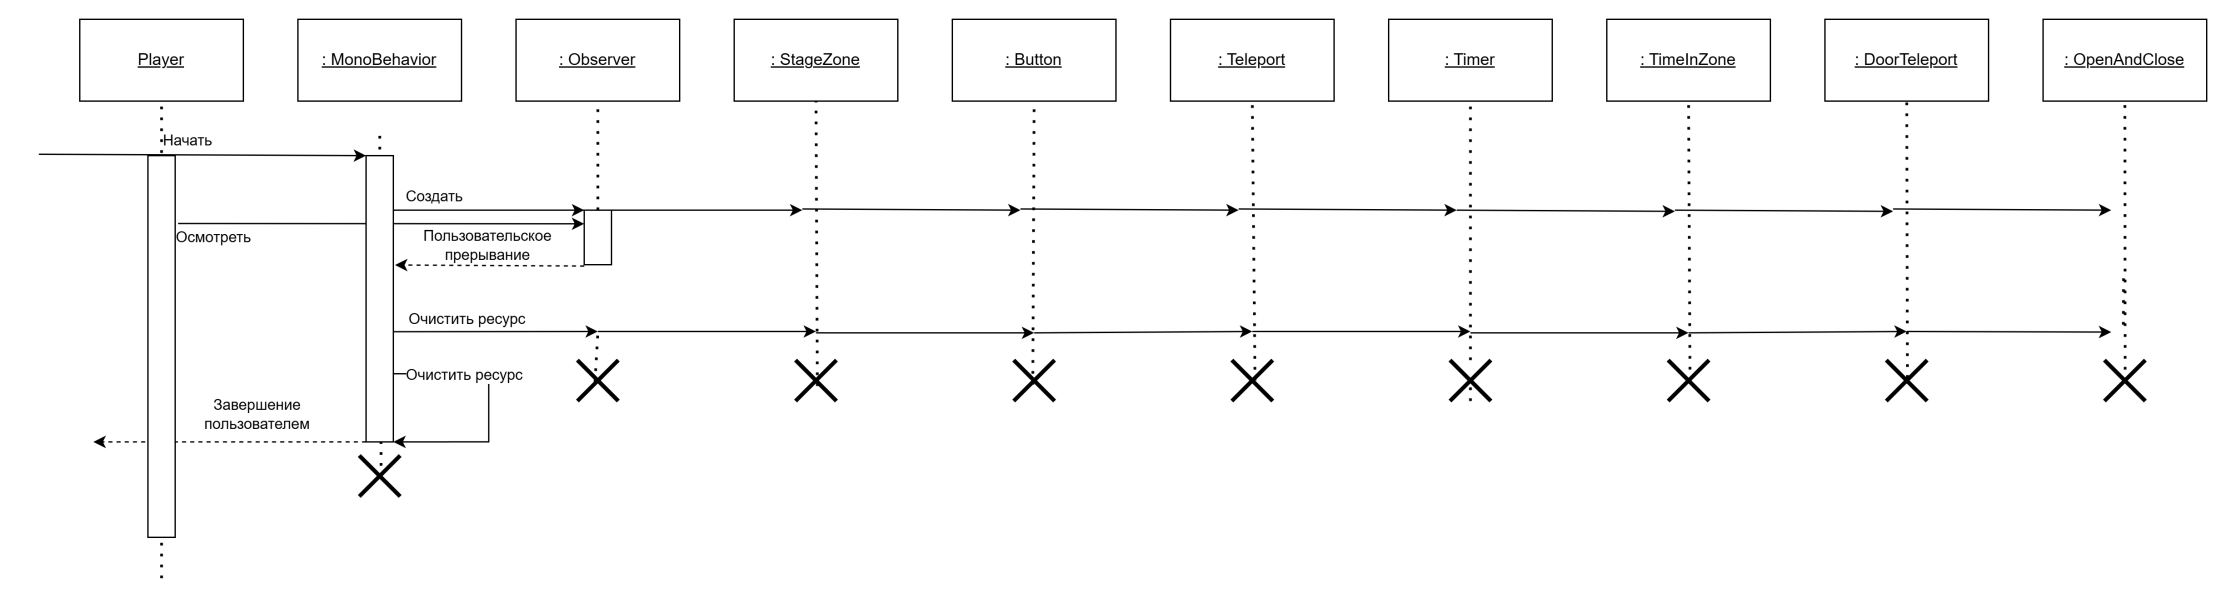 Player
: MonoBehavior
: Observer
: StageZone
: Button
: Teleport
: Timer
: TimeInZone
: DoorTeleport
: OpenAndClose
Начать
Создать
Осмотреть
Пользовательское
прерывание
Очистить ресурс
Очистить ресурс
Завершение
пользователем